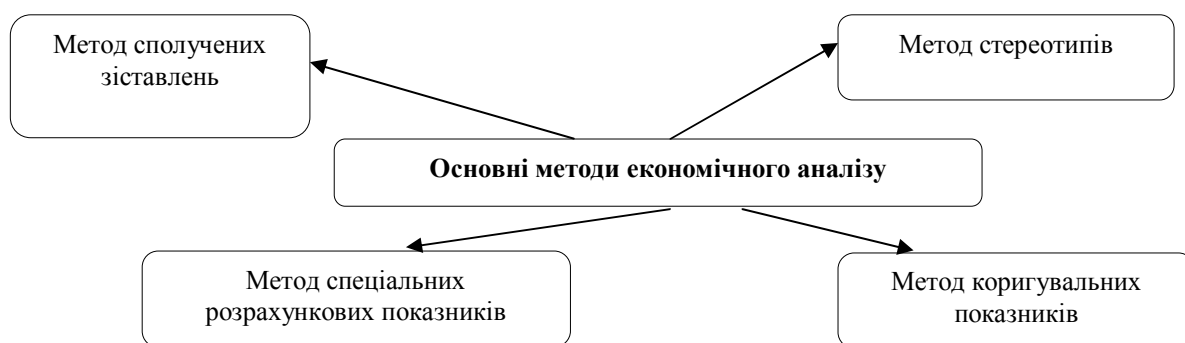 Метод сполучених
зіставлень
Метод стереотипів
Основні методи економічного аналізу
Метод спеціальних
розрахункових показників
Метод коригувальних
показників